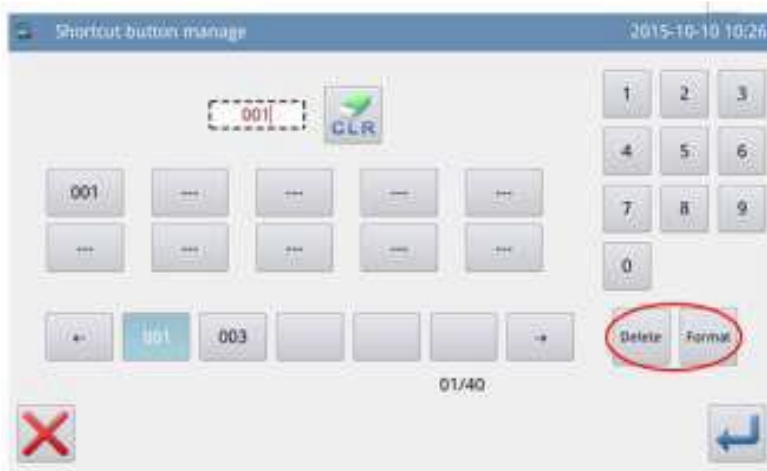 Shortcut button manage 2015-10-10 10:26
1 2 3
001 CLR
4 5 6
001 --- --- --- ---
7 8 9
--- --- --- --- ---
0
← 001 003 → Delete Format
01/40